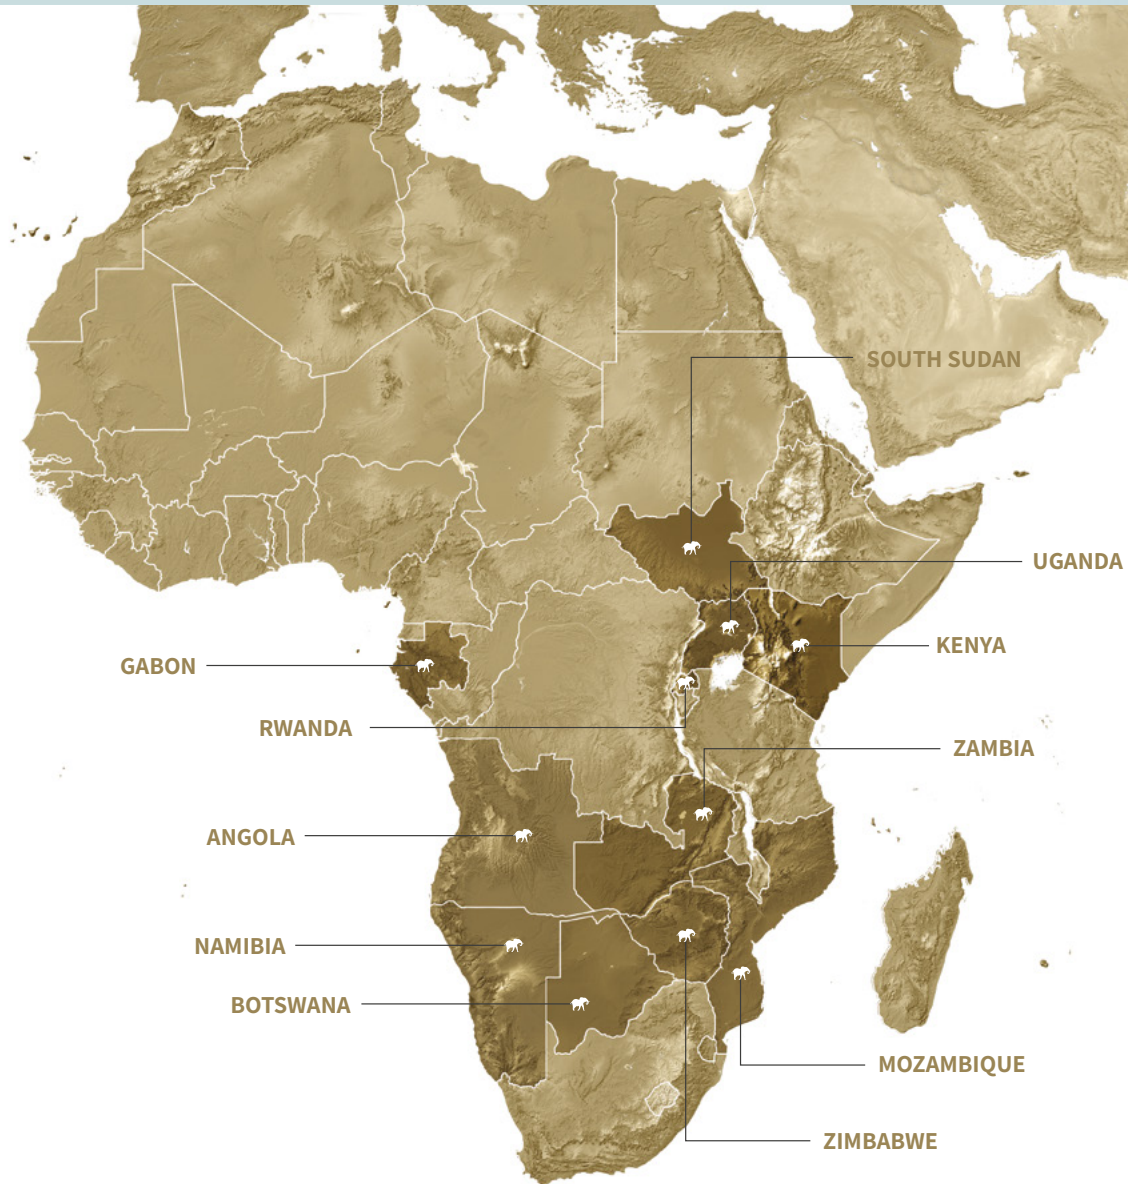 SOUTH SUDAN
UGANDA
KENYA
GABON
RWANDA
ZAMBIA
ANGOLA
NAMIBIA
BOTSWANA
MOZAMBIQUE
ZIMBABWE